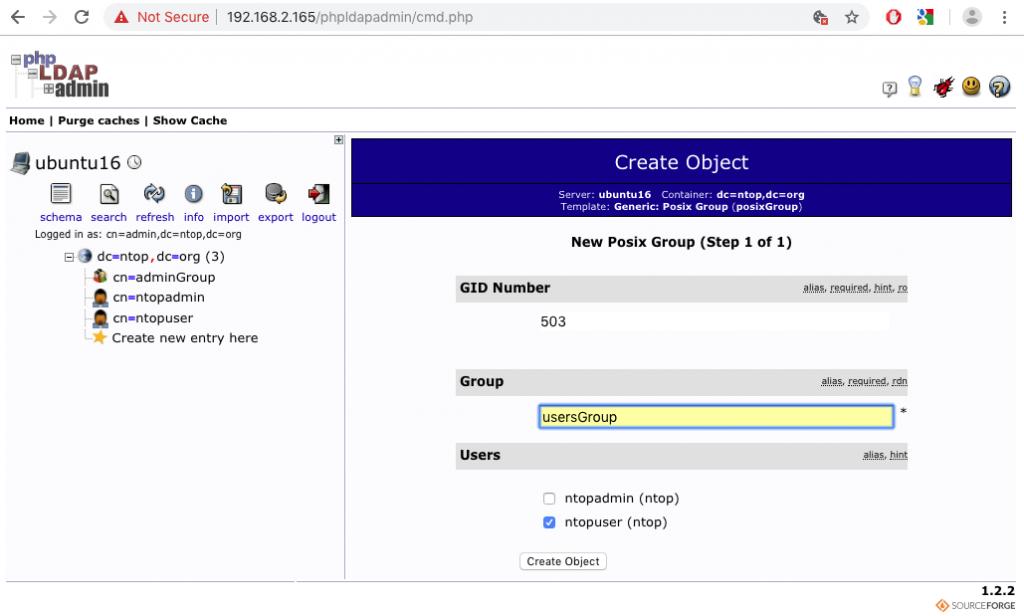 Not Secure | 192.168.2.165/phpldapadmin/cmd.php
php
LDAP
admin
Home | Purge caches | Show Cache
ubuntu16
schema search refresh info import export logout
Logged in as: cn=admin,dc=ntop,dc=org
dc=ntop,dc=org (3)
cn=adminGroup
cn=ntopadmin
cn=ntopuser
Create new entry here
Create Object
Server: ubuntu16 Container: dc=ntop,dc=org
Template: Generic: Posix Group (posixGroup)
New Posix Group (Step 1 of 1)
GID Number alias, required, hint, ro
503
Group alias, required, rdn
usersGroup *
Users alias, hint
ntopadmin (ntop)
ntopuser (ntop)
Create Object
1.2.2
SOURCEFORGE